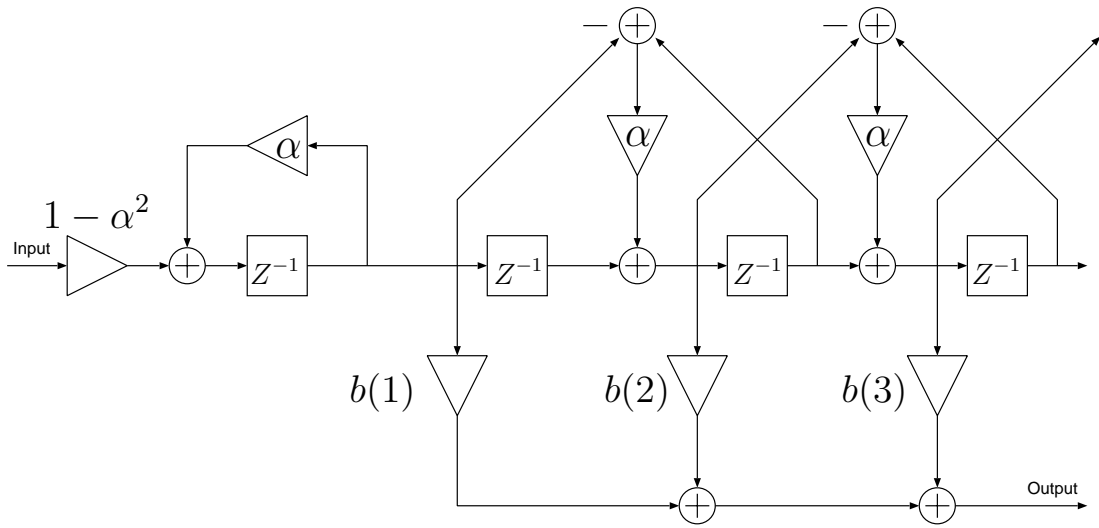 − + − +
α α α
1 − α²
Input
+ Z⁻¹ Z⁻¹ + Z⁻¹ + Z⁻¹
b(1) b(2) b(3)
Output
+ +